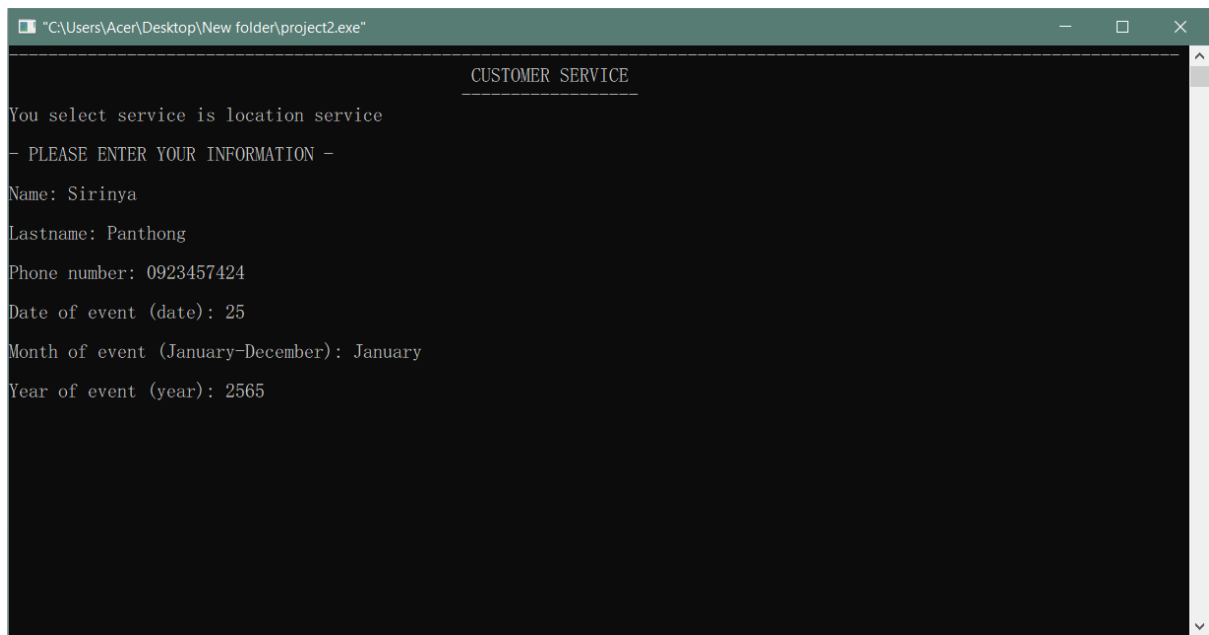 "C:\Users\Acer\Desktop\New folder\project2.exe"
CUSTOMER SERVICE
You select service is location service
- PLEASE ENTER YOUR INFORMATION -
Name: Sirinya
Lastname: Panthong
Phone number: 0923457424
Date of event (date): 25
Month of event (January-December): January
Year of event (year): 2565